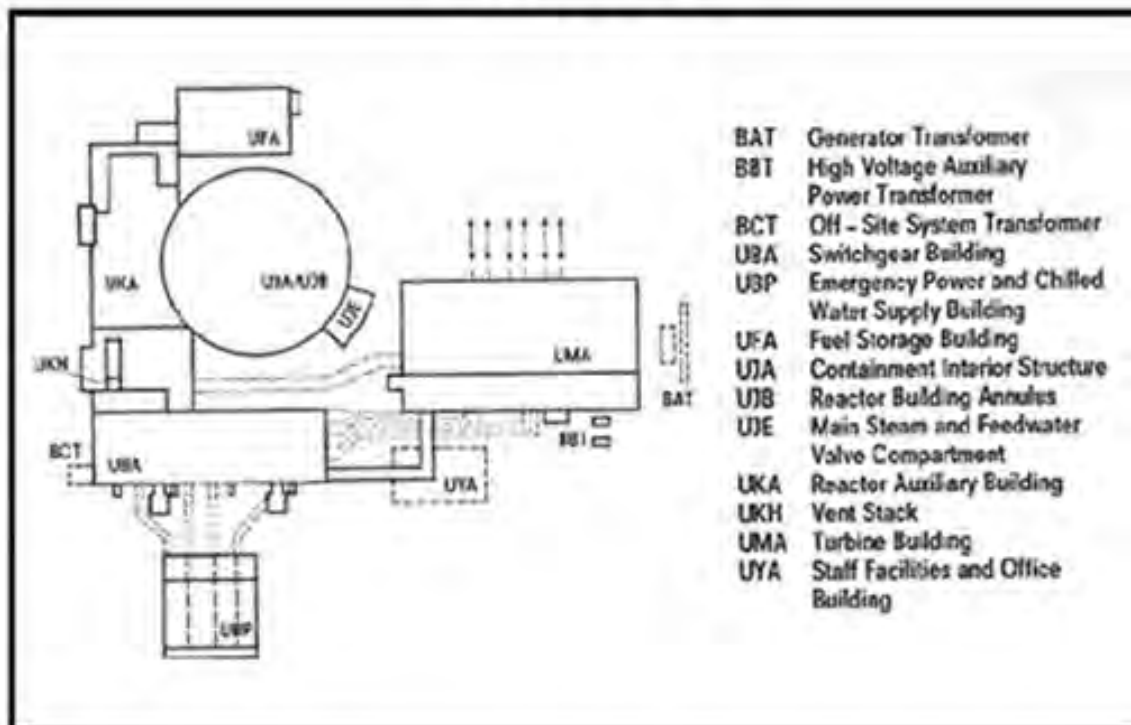 UFA
UKA
UJA/UJB
UJE
UKH
UMA
BAT
BCT
UBA
BBT
UYA
UBP
BAT Generator Transformer
BBT High Voltage Auxiliary
Power Transformer
BCT Off - Site System Transformer
UBA Switchgear Building
UBP Emergency Power and Chilled
Water Supply Building
UFA Fuel Storage Building
UJA Containment Interior Structure
UJB Reactor Building Annulus
UJE Main Steam and Feedwater
Valve Compartment
UKA Reactor Auxiliary Building
UKH Vent Stack
UMA Turbine Building
UYA Staff Facilities and Office
Building